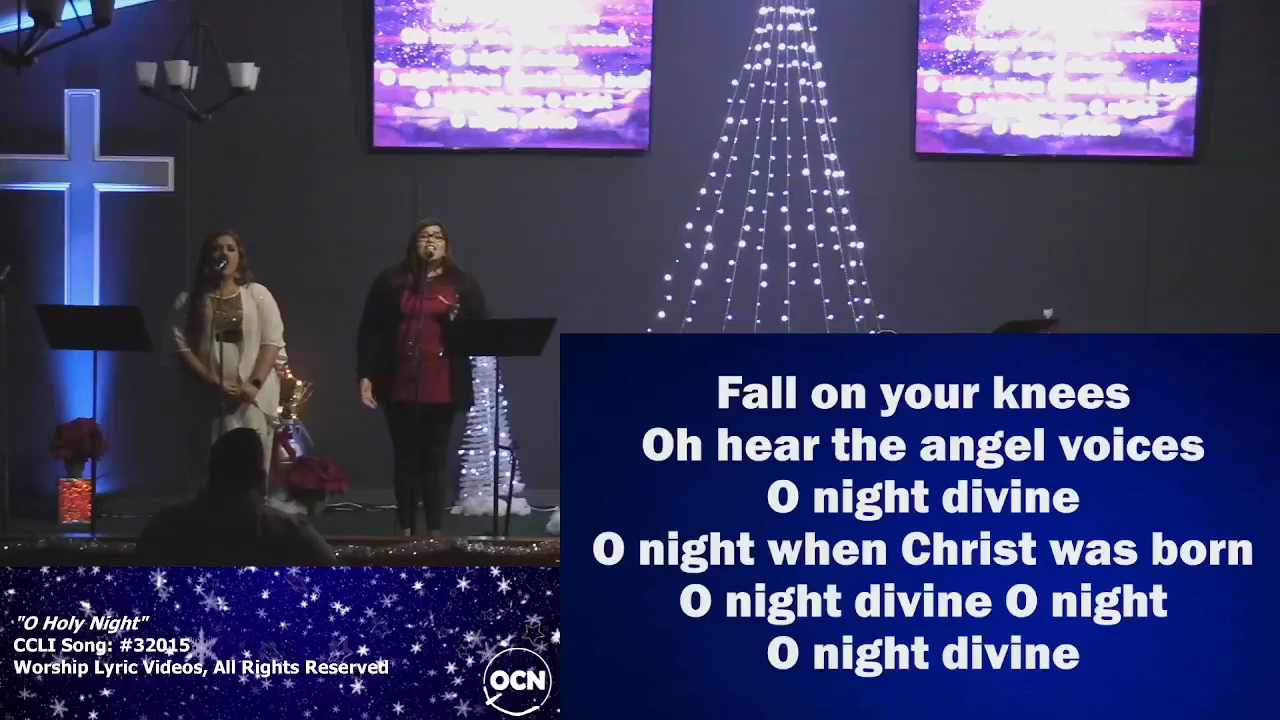 Fall on your knees
Oh hear the angel voices
O night divine
O night when Christ was born
O night divine O night
O night divine
"O Holy Night"
CCLI Song: #32015
Worship Lyric Videos, All Rights Reserved
OCN